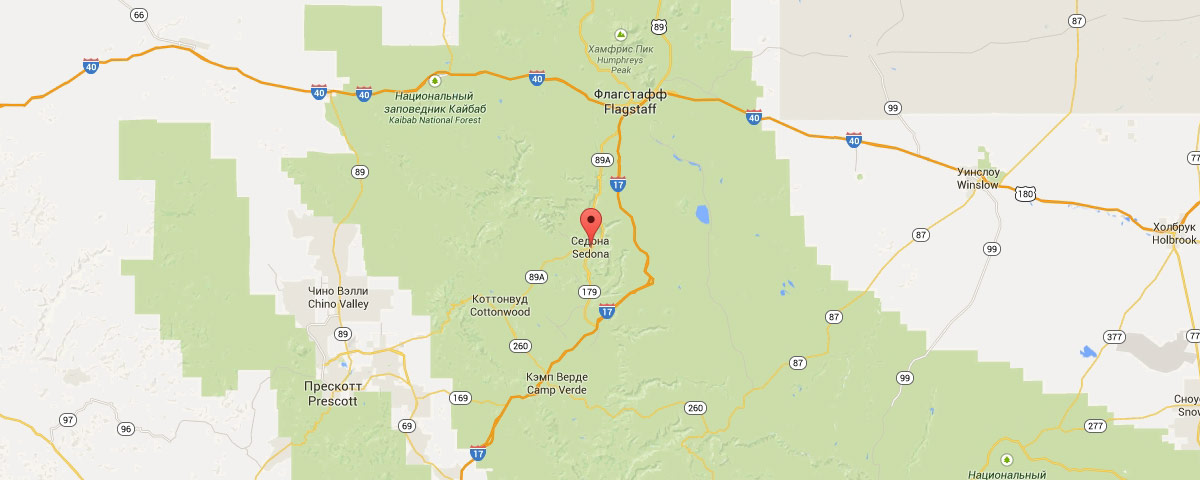 66
89
87
Хамфрис Пик
Humphreys
Peak
40
40
40
40
Национальный
заповедник Кайбаб
Kaibab National Forest
Флагстафф
Flagstaff
99
40
40
89A
77
89
17
Уинслоу
Winslow
180
Холбрук
Holbrook
87
Седона
Sedona
99
89A
179
Чино Вэлли
Chino Valley
Коттонвуд
Cottonwood
17
87
89
260
377
77
87
Кэмп Верде
Camp Verde
99
Прескотт
Prescott
169
260
Сноу
Snow
97
96
69
277
17
Национальный